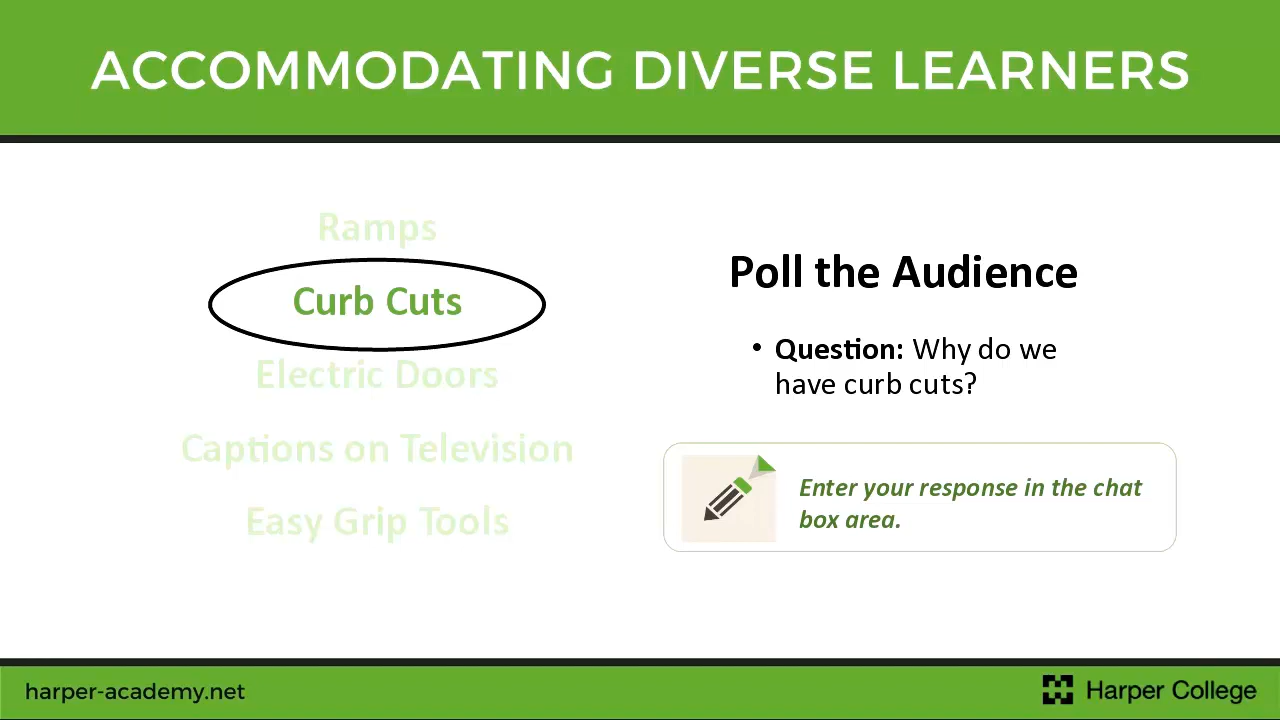 ACCOMMODATING DIVERSE LEARNERS
Ramps
Curb Cuts
Electric Doors
Captions on Television
Easy Grip Tools
Poll the Audience
• Question: Why do we
have curb cuts?
Enter your response in the chat
box area.
harper-academy.net
Harper College